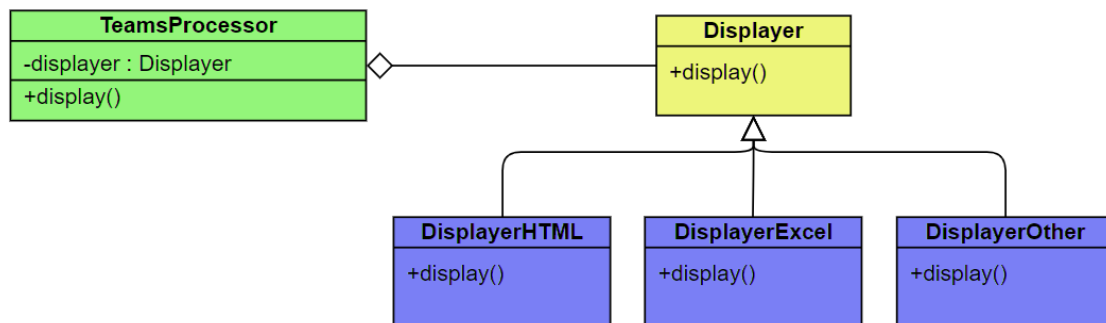 TeamsProcessor
-displayer : Displayer
+display()
Displayer
+display()
DisplayerHTML
+display()
DisplayerExcel
+display()
DisplayerOther
+display()